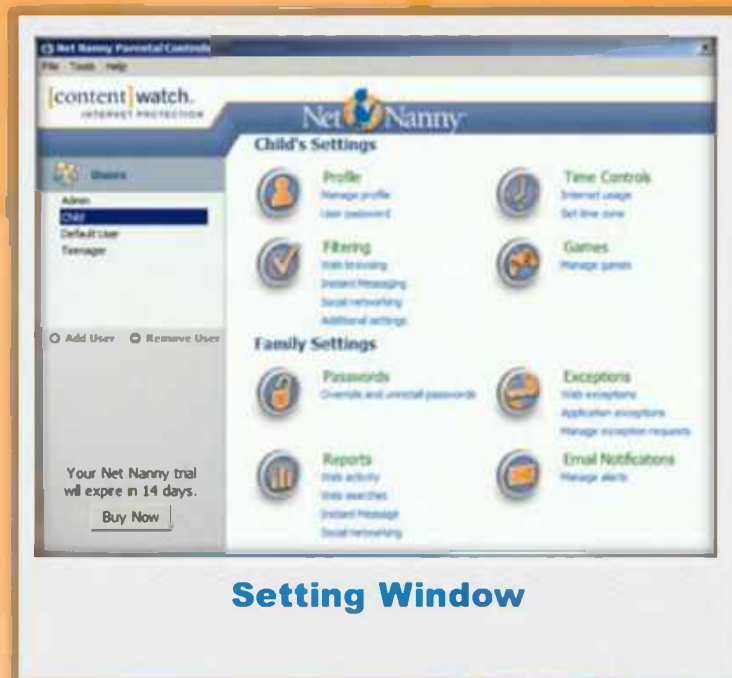 Net Nanny Parental Controls
File Tools Help
[content]watch.
INTERNET PROTECTION
Net Nanny
Users
Admin
Child
Default User
Teenager
Add User Remove User
Your Net Nanny trial
will expire in 14 days.
Buy Now
Child's Settings
Profile
Manage profile
User password
Time Controls
Internet usage
Set time zone
Filtering
Web browsing
Instant Messaging
Social networking
Additional settings
Games
Manage games
Family Settings
Passwords
Override and uninstall passwords
Exceptions
Web exceptions
Application exceptions
Manage exception requests
Reports
Web activity
Web searches
Instant Message
Social networking
Email Notifications
Manage alerts
Setting Window